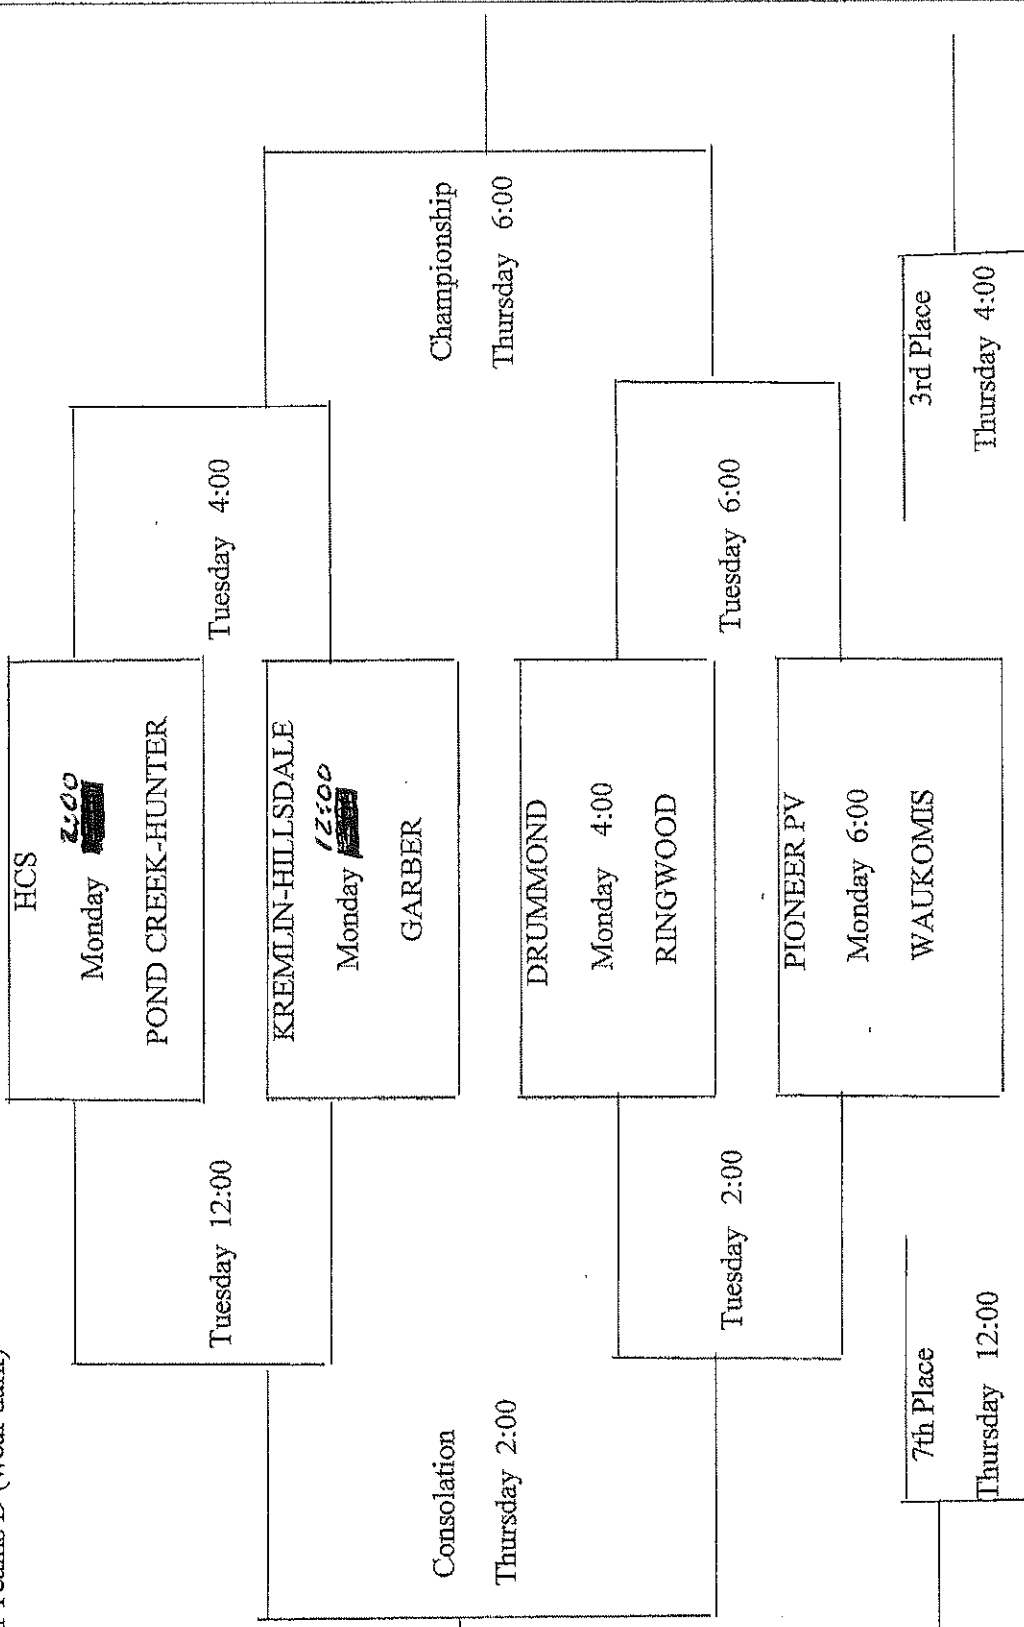 HCS
Monday 2:00
POND CREEK-HUNTER
KREMLIN-HILLSDALE
Monday 12:00
GARBER
DRUMMOND
Monday 4:00
RINGWOOD
PIONEER PV
Monday 6:00
WAUKOMIS
Tuesday 12:00
Tuesday 2:00
Tuesday 4:00
Tuesday 6:00
Consolation
Thursday 2:00
Championship
Thursday 6:00
7th Place
Thursday 12:00
3rd Place
Thursday 4:00